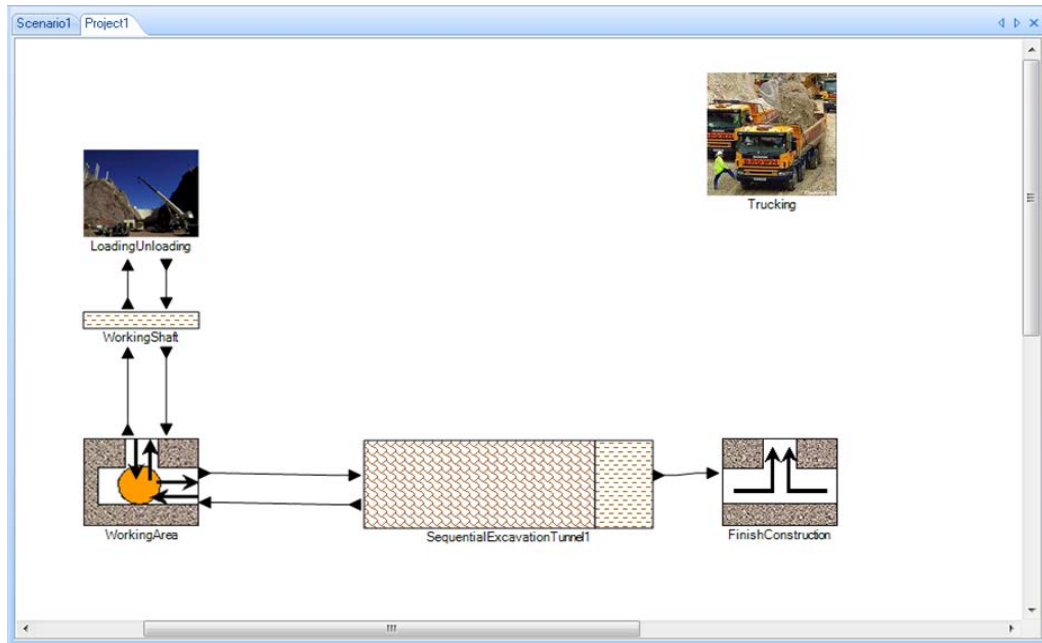 Scenario1 Project1
Trucking
LoadingUnloading
WorkingShaft
WorkingArea
SequentialExcavationTunnel1
FinishConstruction